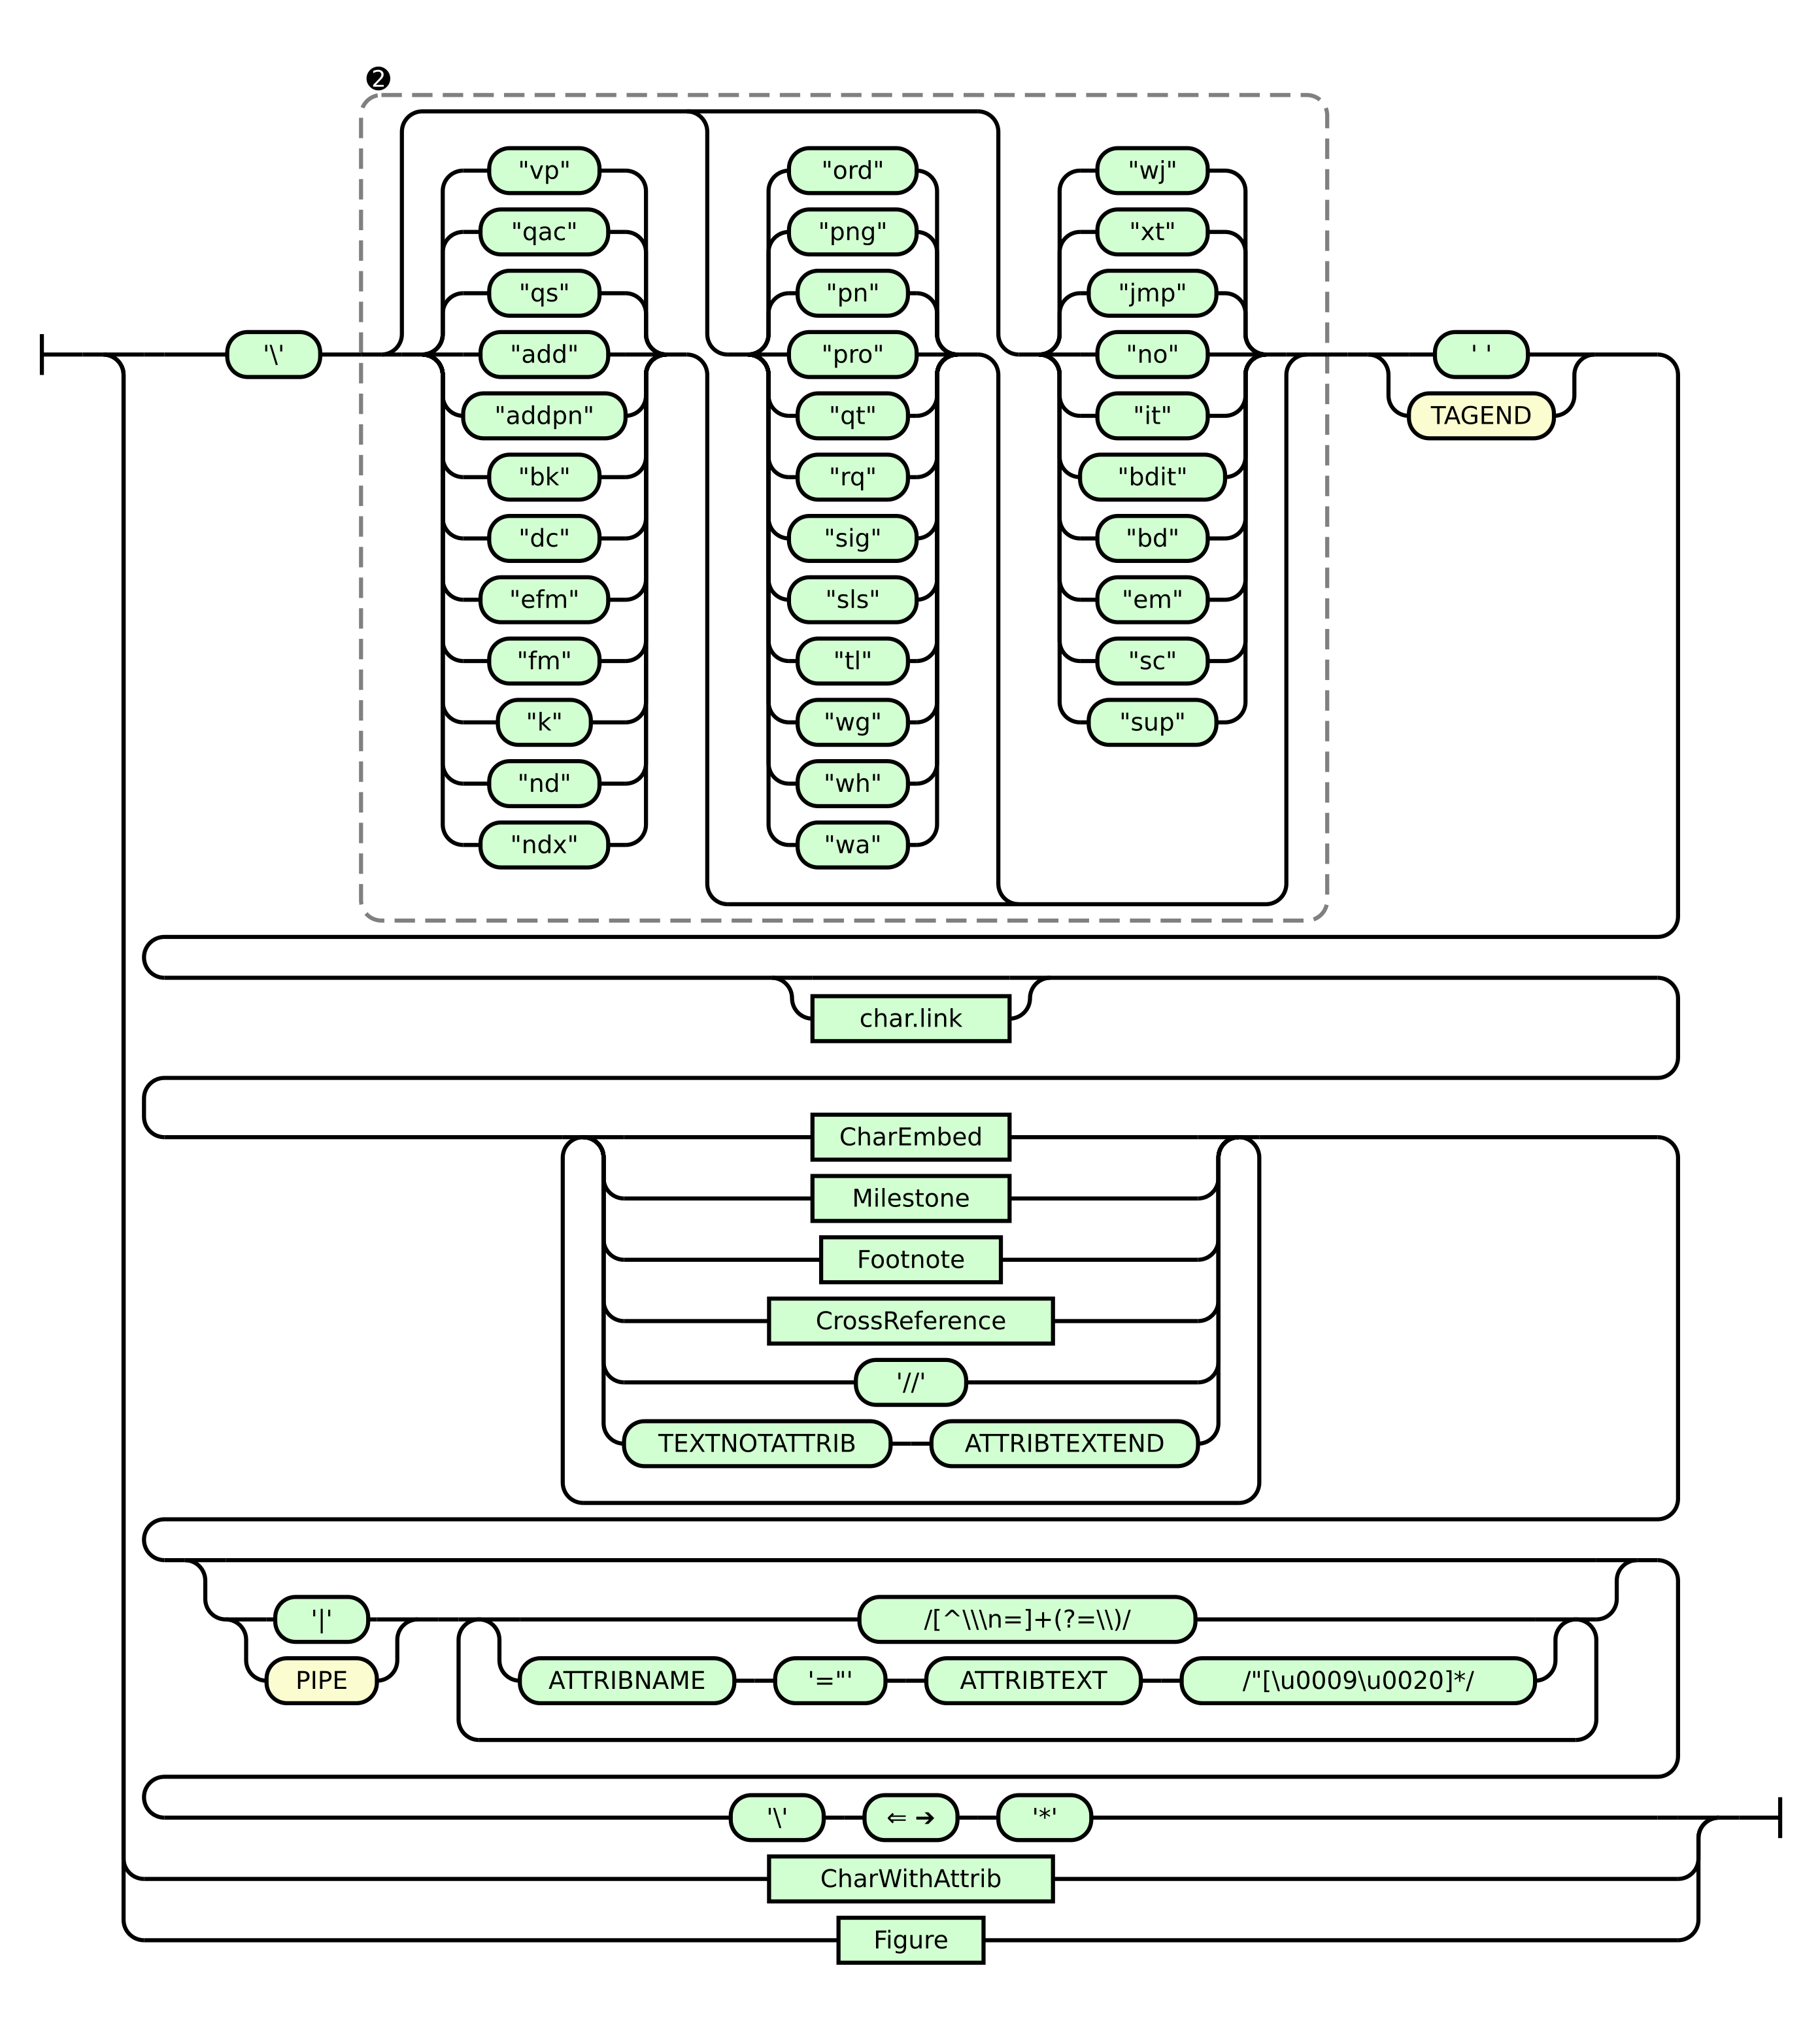 2
"vp" "ord" "wj"
"qac" "png" "xt"
"qs" "pn" "jmp"
'\' "add" "pro" "no" ' '
"addpn" "qt" "it" TAGEND
"bk" "rq" "bdit"
"dc" "sig" "bd"
"efm" "sls" "em"
"fm" "tl" "sc"
"k" "wg" "sup"
"nd" "wh"
"ndx" "wa"
char.link
CharEmbed
Milestone
Footnote
CrossReference
'//'
TEXTNOTATTRIB ATTRIBTEXTEND
'|' /[^\\\n=]+(?=\\)/
PIPE ATTRIBNAME '="' ATTRIBTEXT /"[\u0009\u0020]*/
'\' ⇐ ➔ '*'
CharWithAttrib
Figure